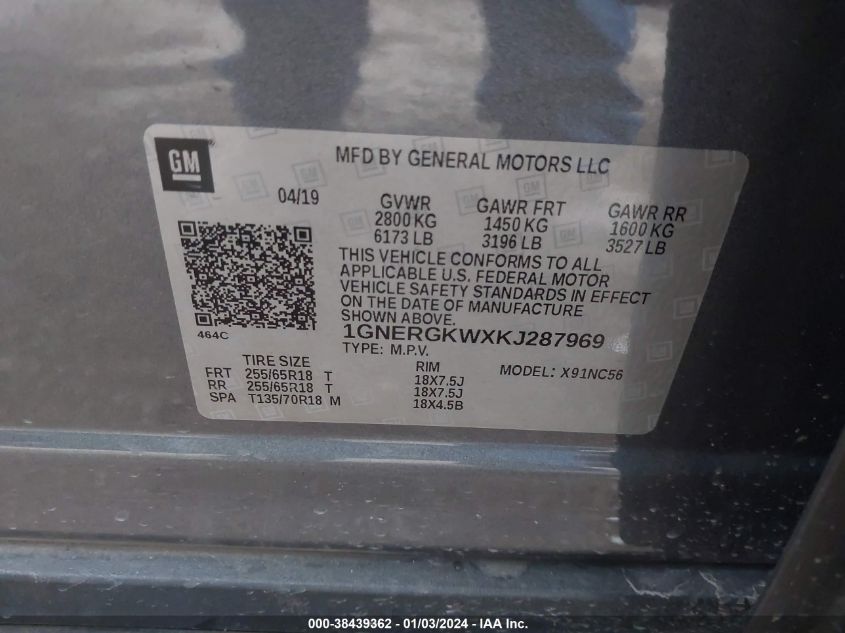 GM
MFD BY GENERAL MOTORS LLC
04/19
GVWR GAWR FRT GAWR RR
2800 KG 1450 KG 1600 KG
6173 LB 3196 LB 3527 LB
THIS VEHICLE CONFORMS TO ALL
APPLICABLE U.S. FEDERAL MOTOR
VEHICLE SAFETY STANDARDS IN EFFECT
ON THE DATE OF MANUFACTURE
SHOWN ABOVE.
464C
1GNERGKWXKJ287969
TYPE: M.P.V.
TIRE SIZE RIM MODEL: X91NC56
FRT 255/65R18 T 18X7.5J
RR 255/65R18 T 18X7.5J
SPA T135/70R18 M 18X4.5B
000-38439362 - 01/03/2024 - IAA Inc.